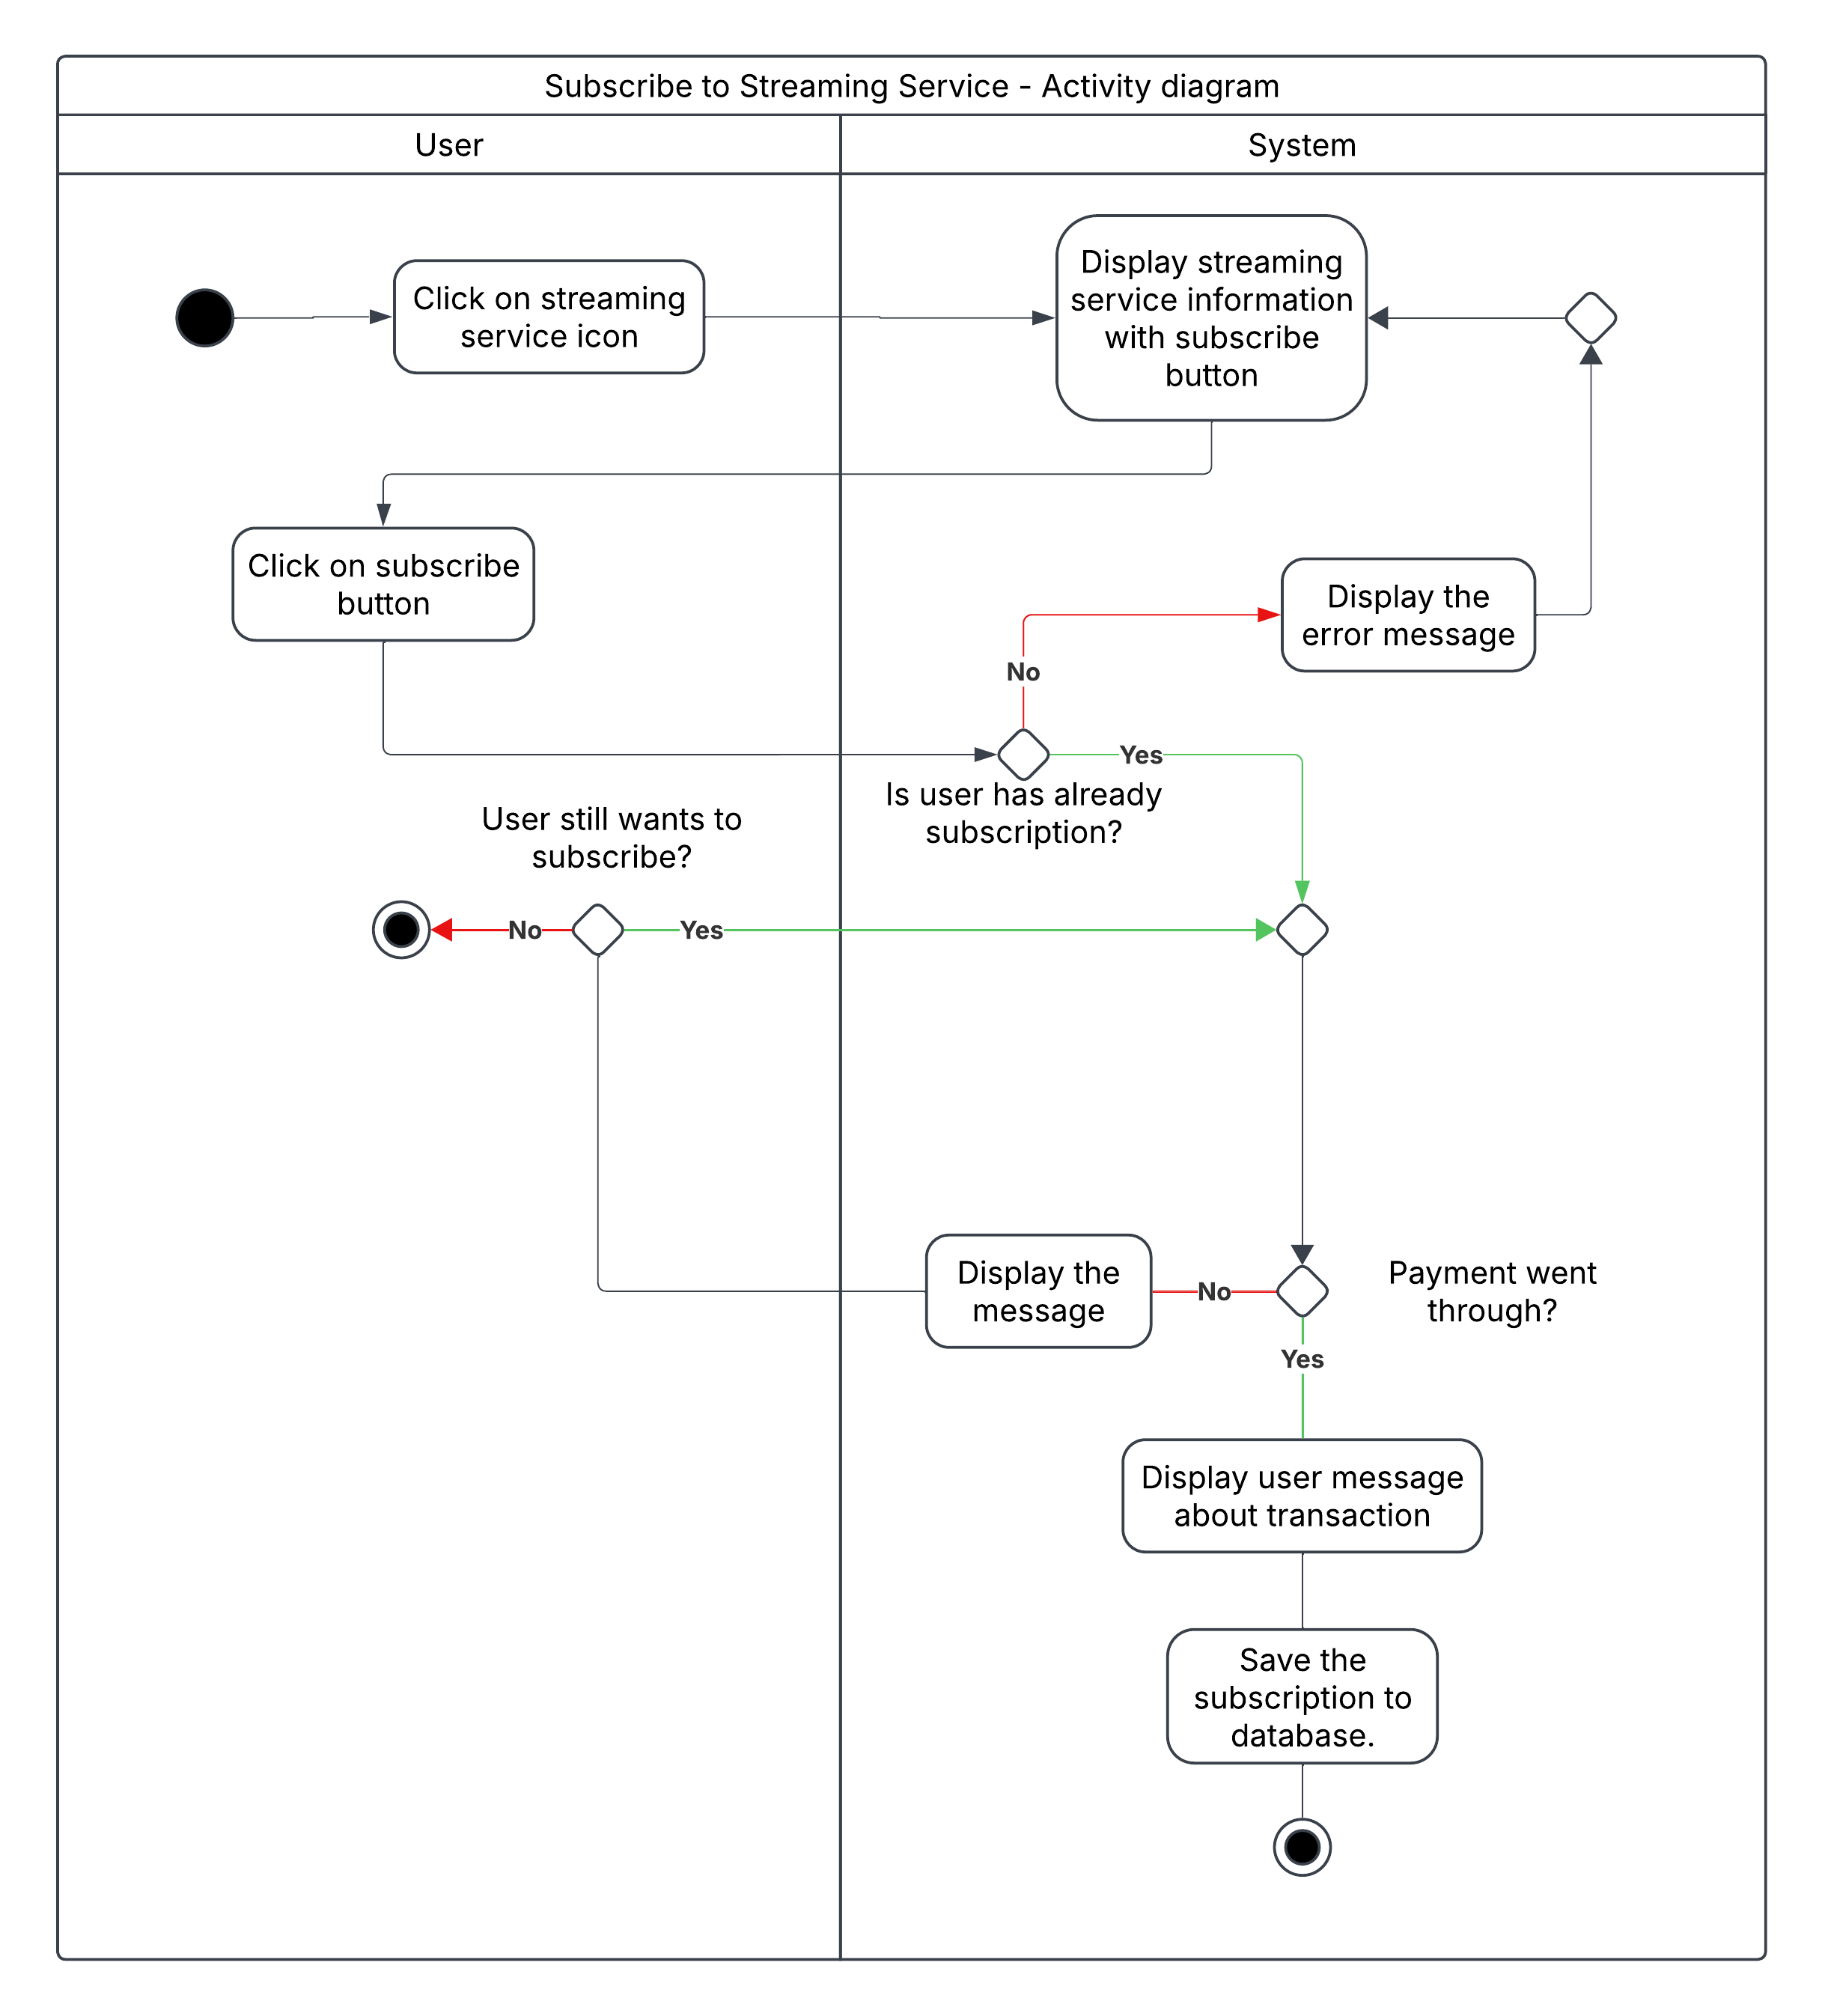 Subscribe to Streaming Service - Activity diagram
User
System
Click on streaming
service icon
Display streaming
service information
with subscribe
button
Click on subscribe
button
Display the
error message
No
Yes
Is user has already
subscription?
User still wants to
subscribe?
No
Yes
Display the
message
No
Payment went
through?
Yes
Display user message
about transaction
Save the
subscription to
database.